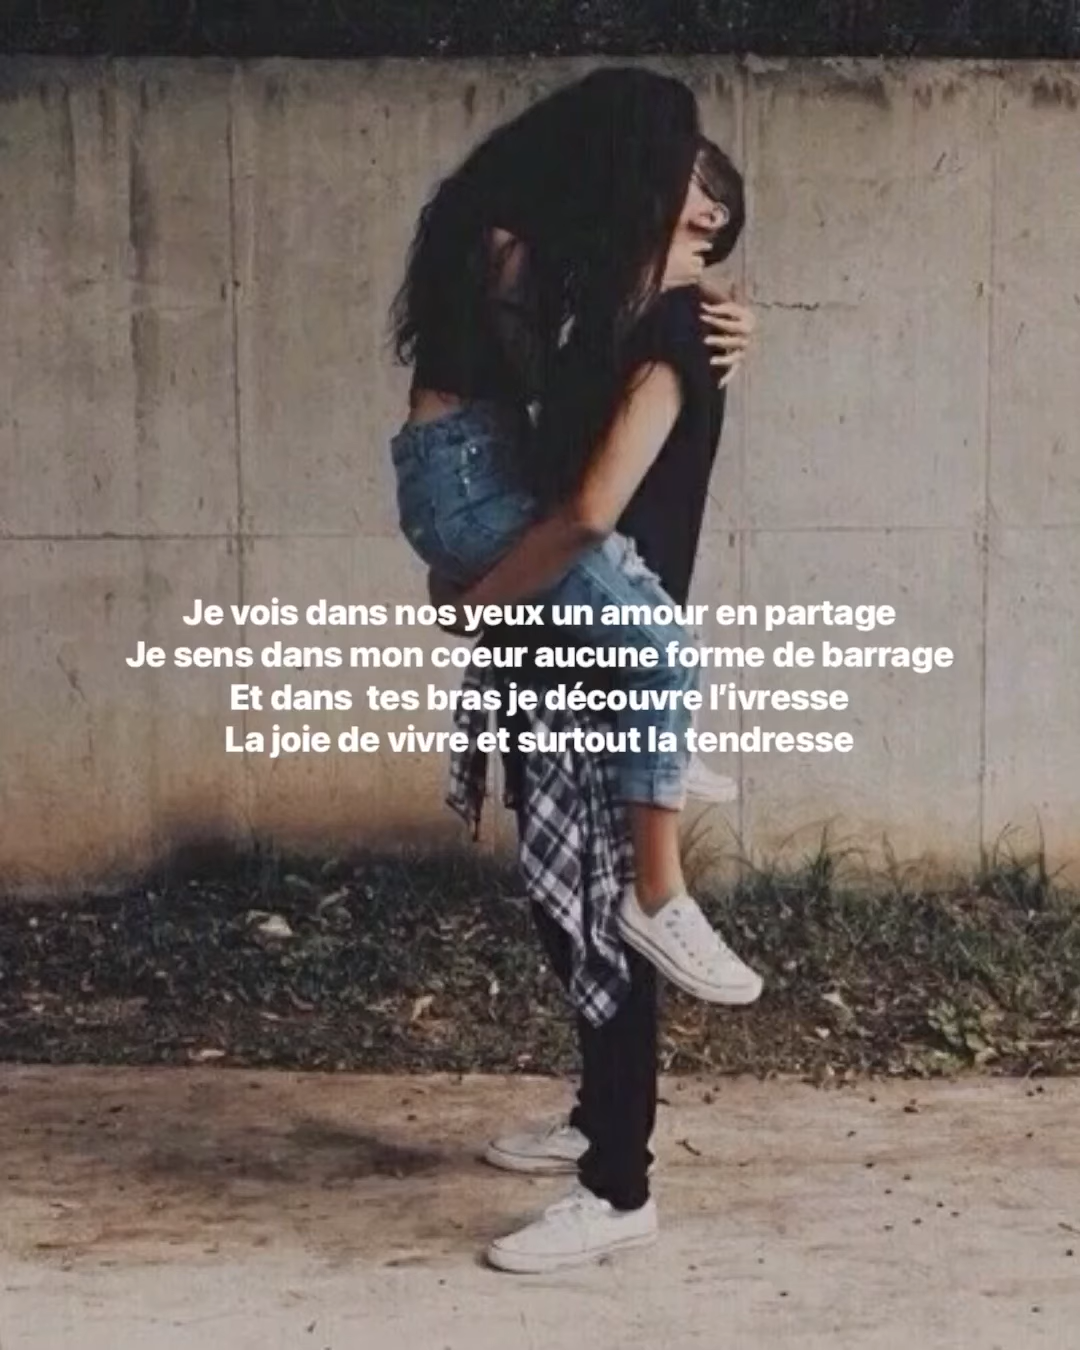 Je vois dans nos yeux un amour en partage
Je sens dans mon coeur aucune forme de barrage
Et dans  tes bras je découvre l’ivresse
La joie de vivre et surtout la tendresse